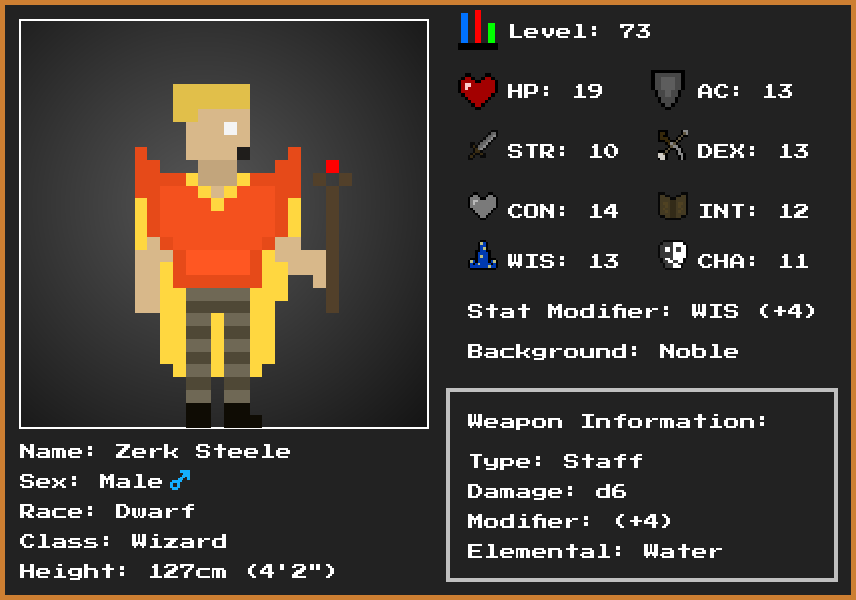 Level: 73
HP: 19
AC: 13
STR: 10
DEX: 13
CON: 14
INT: 12
WIS: 13
CHA: 11
Stat Modifier: WIS (+4)
Background: Noble
Weapon Information:
Type: Staff
Damage: d6
Modifier: (+4)
Elemental: Water
Name: Zerk Steele
Sex: Male♂
Race: Dwarf
Class: Wizard
Height: 127cm (4'2")